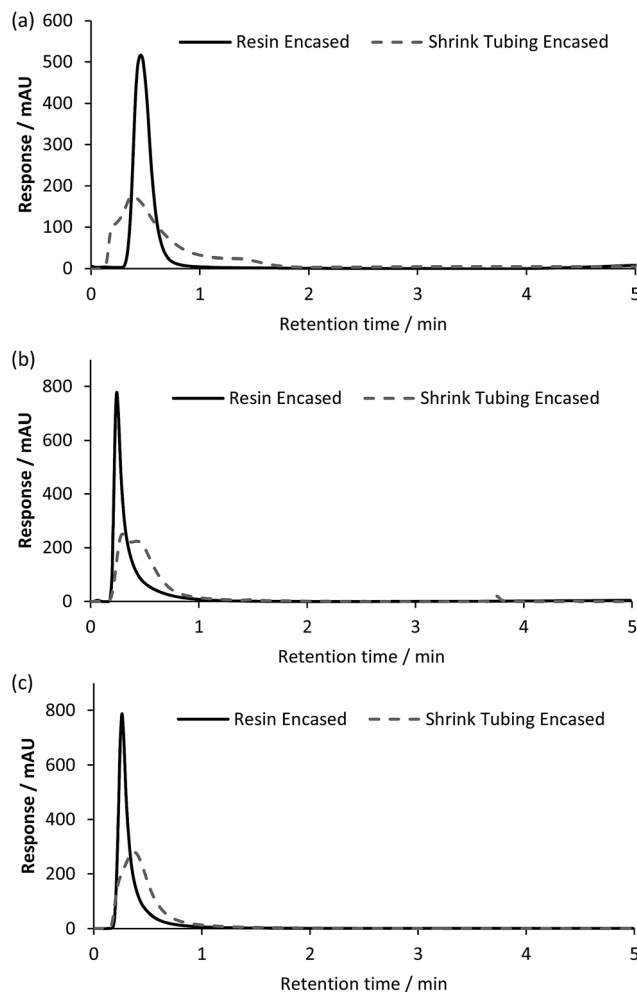 (a)
Resin Encased Shrink Tubing Encased
600
500
400
300
200
100
0
Response / mAU
0 1 2 3 4 5
Retention time / min
(b)
Resin Encased Shrink Tubing Encased
800
600
400
200
0
Response / mAU
0 1 2 3 4 5
Retention time / min
(c)
Resin Encased Shrink Tubing Encased
800
600
400
200
0
Response / mAU
0 1 2 3 4 5
Retention time / min